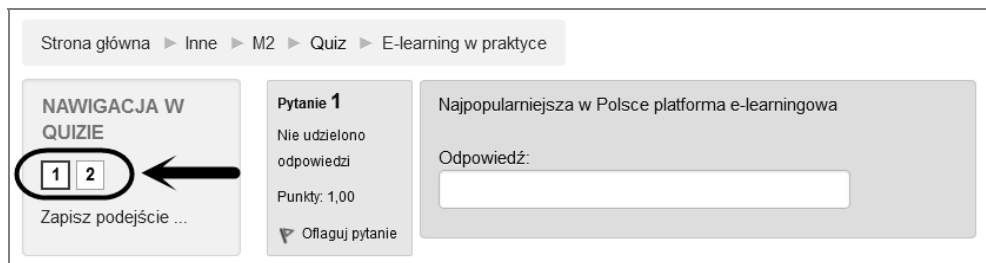 Strona główna ► Inne ► M2 ► Quiz ► E-learning w praktyce
NAWIGACJA W
QUIZIE
1 2
Zapisz podejście ...
Pytanie 1
Nie udzielono
odpowiedzi
Punkty: 1,00
Oflaguj pytanie
Najpopularniejsza w Polsce platforma e-learningowa
Odpowiedź: